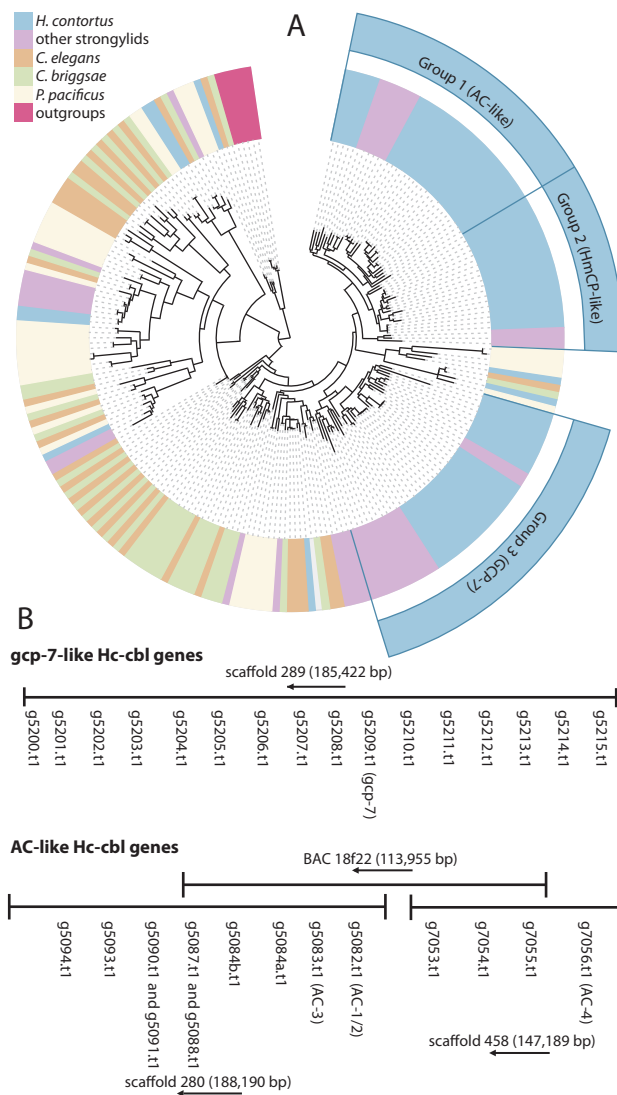 A
H. contortus
other strongylids
C. elegans
C. briggsae
P. pacificus
outgroups
Group 1 (AC-like)
Group 2 (HmCP-like)
Group 3 (GCP-7)
B
gcp-7-like Hc-cbl genes
scaffold 289 (185,422 bp)
g5200.t1
g5201.t1
g5202.t1
g5203.t1
g5204.t1
g5205.t1
g5206.t1
g5207.t1
g5208.t1
g5209.t1 (gcp-7)
g5210.t1
g5211.t1
g5212.t1
g5213.t1
g5214.t1
g5215.t1
AC-like Hc-cbl genes
BAC 18f22 (113,955 bp)
g5094.t1
g5093.t1
g5090.t1 and g5091.t1
g5087.t1 and g5088.t1
g5084b.t1
g5084a.t1
g5083.t1 (AC-3)
g5082.t1 (AC-1/2)
g7053.t1
g7054.t1
g7055.t1
g7056.t1 (AC-4)
scaffold 458 (147,189 bp)
scaffold 280 (188,190 bp)